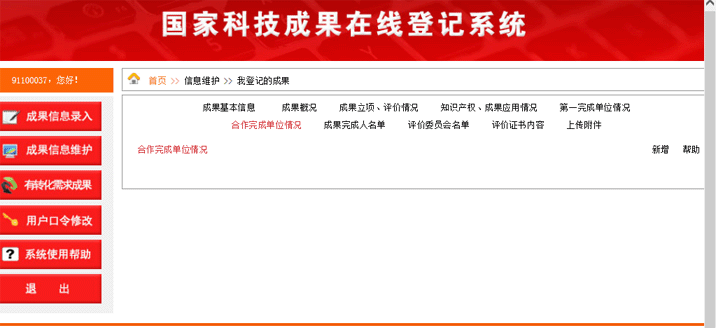 国家科技成果在线登记系统
91100037，您好！
首页 >> 信息维护 >> 我登记的成果
成果信息录入
成果信息维护
有转化需求成果
用户口令修改
系统使用帮助
退 出
成果基本信息 成果概况 成果立项、评价情况 知识产权、成果应用情况 第一完成单位情况
合作完成单位情况 成果完成人名单 评价委员会名单 评价证书内容 上传附件
合作完成单位情况 新增 帮助